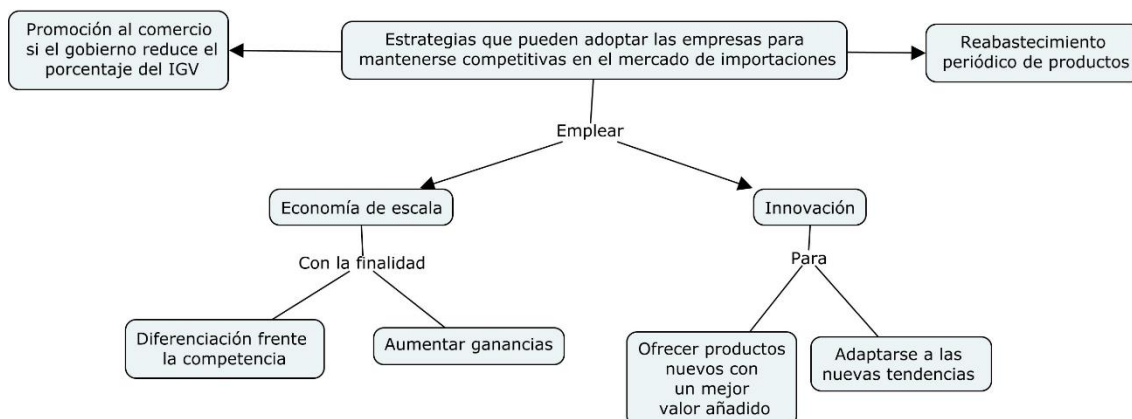 Promoción al comercio
si el gobierno reduce el
porcentaje del IGV
Estrategias que pueden adoptar las empresas para
mantenerse competitivas en el mercado de importaciones
Reabastecimiento
periódico de productos
Emplear
Economía de escala
Innovación
Con la finalidad
Para
Diferenciación frente
la competencia
Aumentar ganancias
Ofrecer productos
nuevos con
un mejor
valor añadido
Adaptarse a las
nuevas tendencias